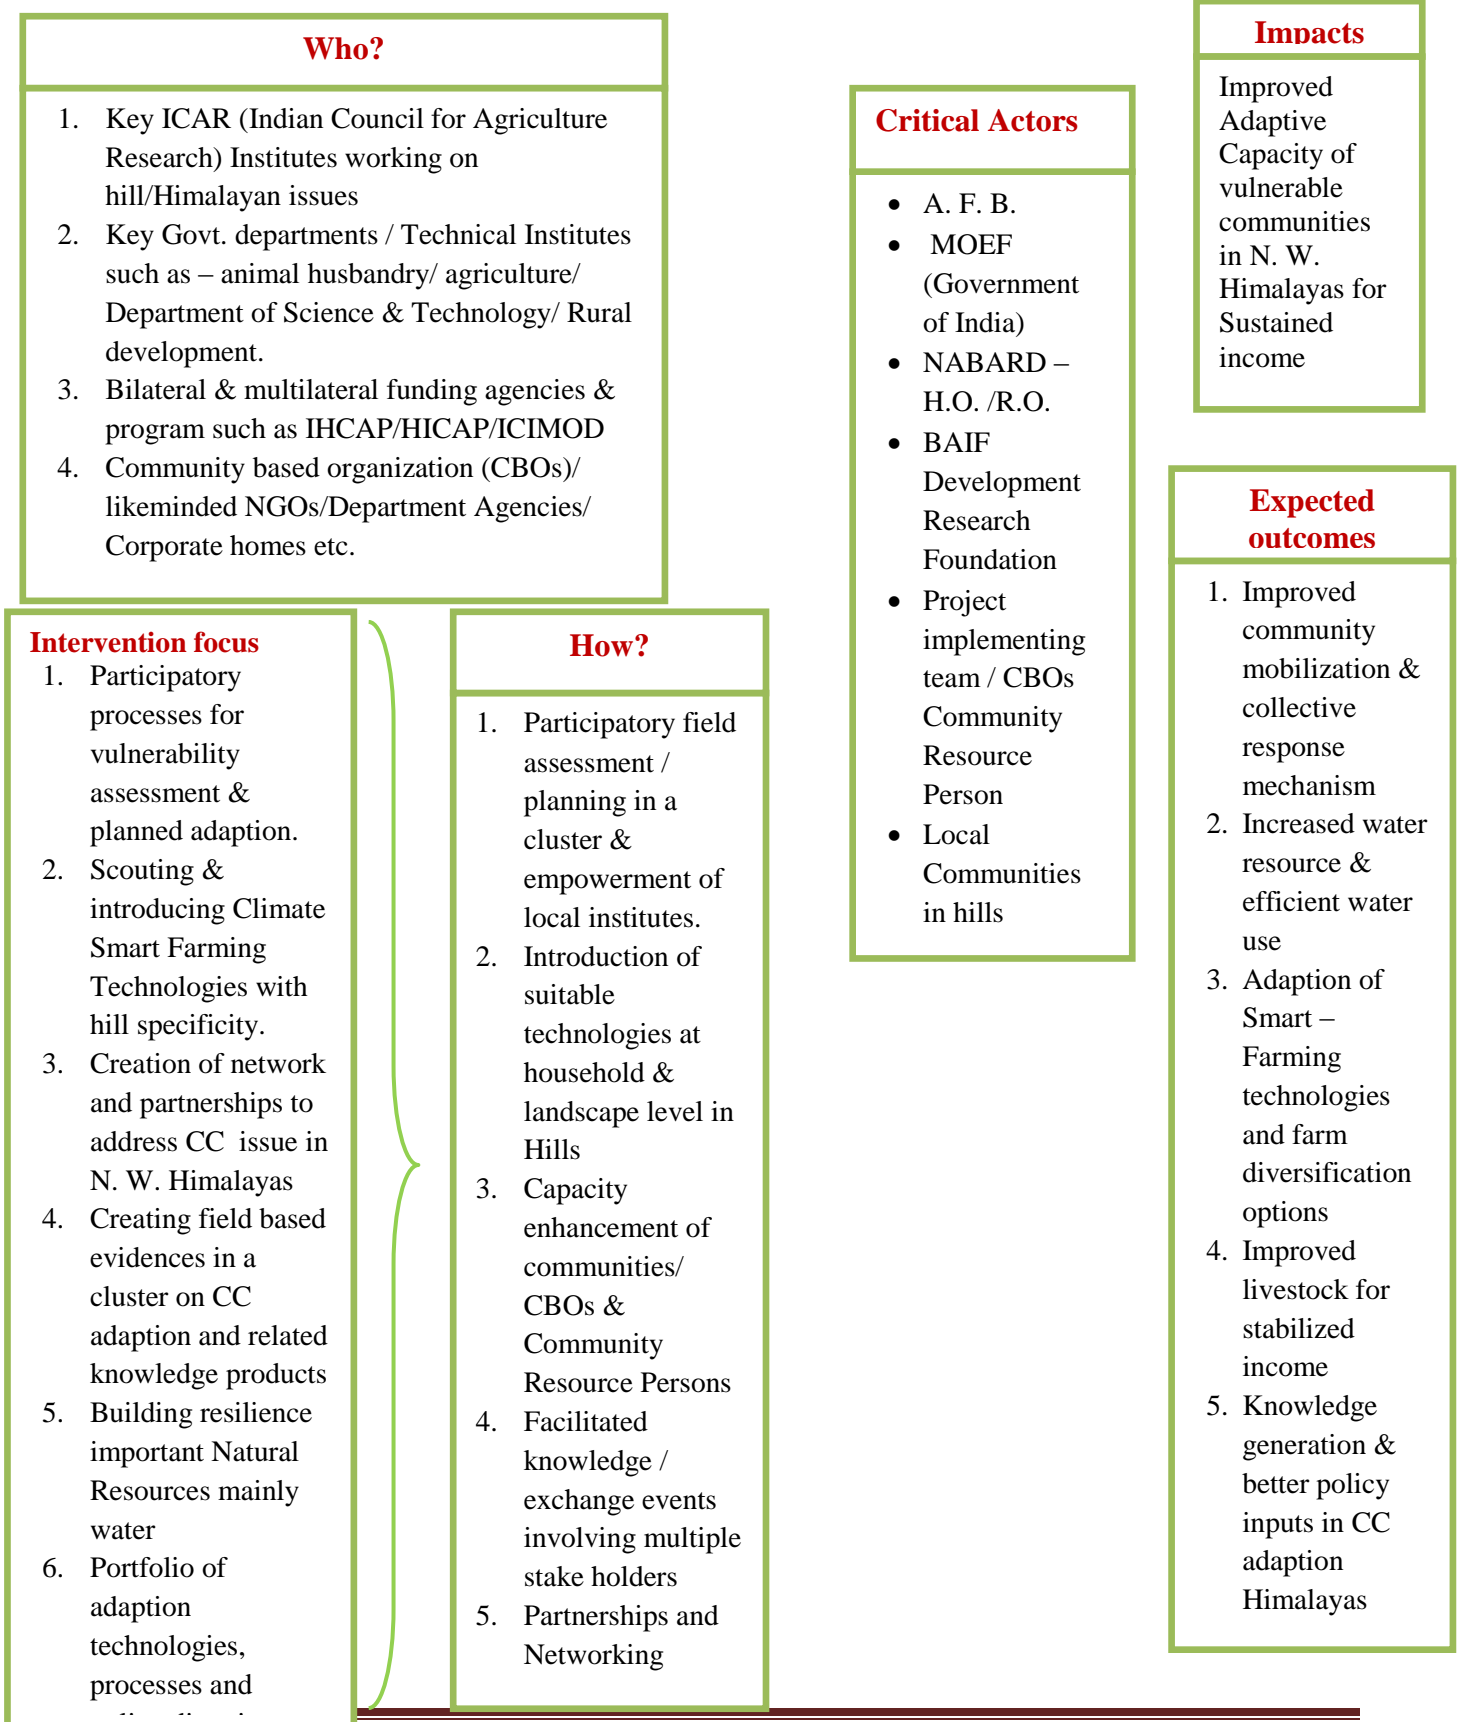 Who?
1. Key ICAR (Indian Council for Agriculture
Research) Institutes working on
hill/Himalayan issues
2. Key Govt. departments / Technical Institutes
such as – animal husbandry/ agriculture/
Department of Science & Technology/ Rural
development.
3. Bilateral & multilateral funding agencies &
program such as IHCAP/HICAP/ICIMOD
4. Community based organization (CBOs)/
likeminded NGOs/Department Agencies/
Corporate homes etc.
Intervention focus
1. Participatory
processes for
vulnerability
assessment &
planned adaption.
2. Scouting &
introducing Climate
Smart Farming
Technologies with
hill specificity.
3. Creation of network
and partnerships to
address CC issue in
N. W. Himalayas
4. Creating field based
evidences in a
cluster on CC
adaption and related
knowledge products
5. Building resilience
important Natural
Resources mainly
water
6. Portfolio of
adaption
technologies,
processes and
How?
1. Participatory field
assessment /
planning in a
cluster &
empowerment of
local institutes.
2. Introduction of
suitable
technologies at
household &
landscape level in
Hills
3. Capacity
enhancement of
communities/
CBOs &
Community
Resource Persons
4. Facilitated
knowledge /
exchange events
involving multiple
stake holders
5. Partnerships and
Networking
Critical Actors
• A. F. B.
• MOEF
(Government
of India)
• NABARD –
H.O. /R.O.
• BAIF
Development
Research
Foundation
• Project
implementing
team / CBOs
Community
Resource
Person
• Local
Communities
in hills
Impacts
Improved
Adaptive
Capacity of
vulnerable
communities
in N. W.
Himalayas for
Sustained
income
Expected
outcomes
1. Improved
community
mobilization &
collective
response
mechanism
2. Increased water
resource &
efficient water
use
3. Adaption of
Smart –
Farming
technologies
and farm
diversification
options
4. Improved
livestock for
stabilized
income
5. Knowledge
generation &
better policy
inputs in CC
adaption
Himalayas